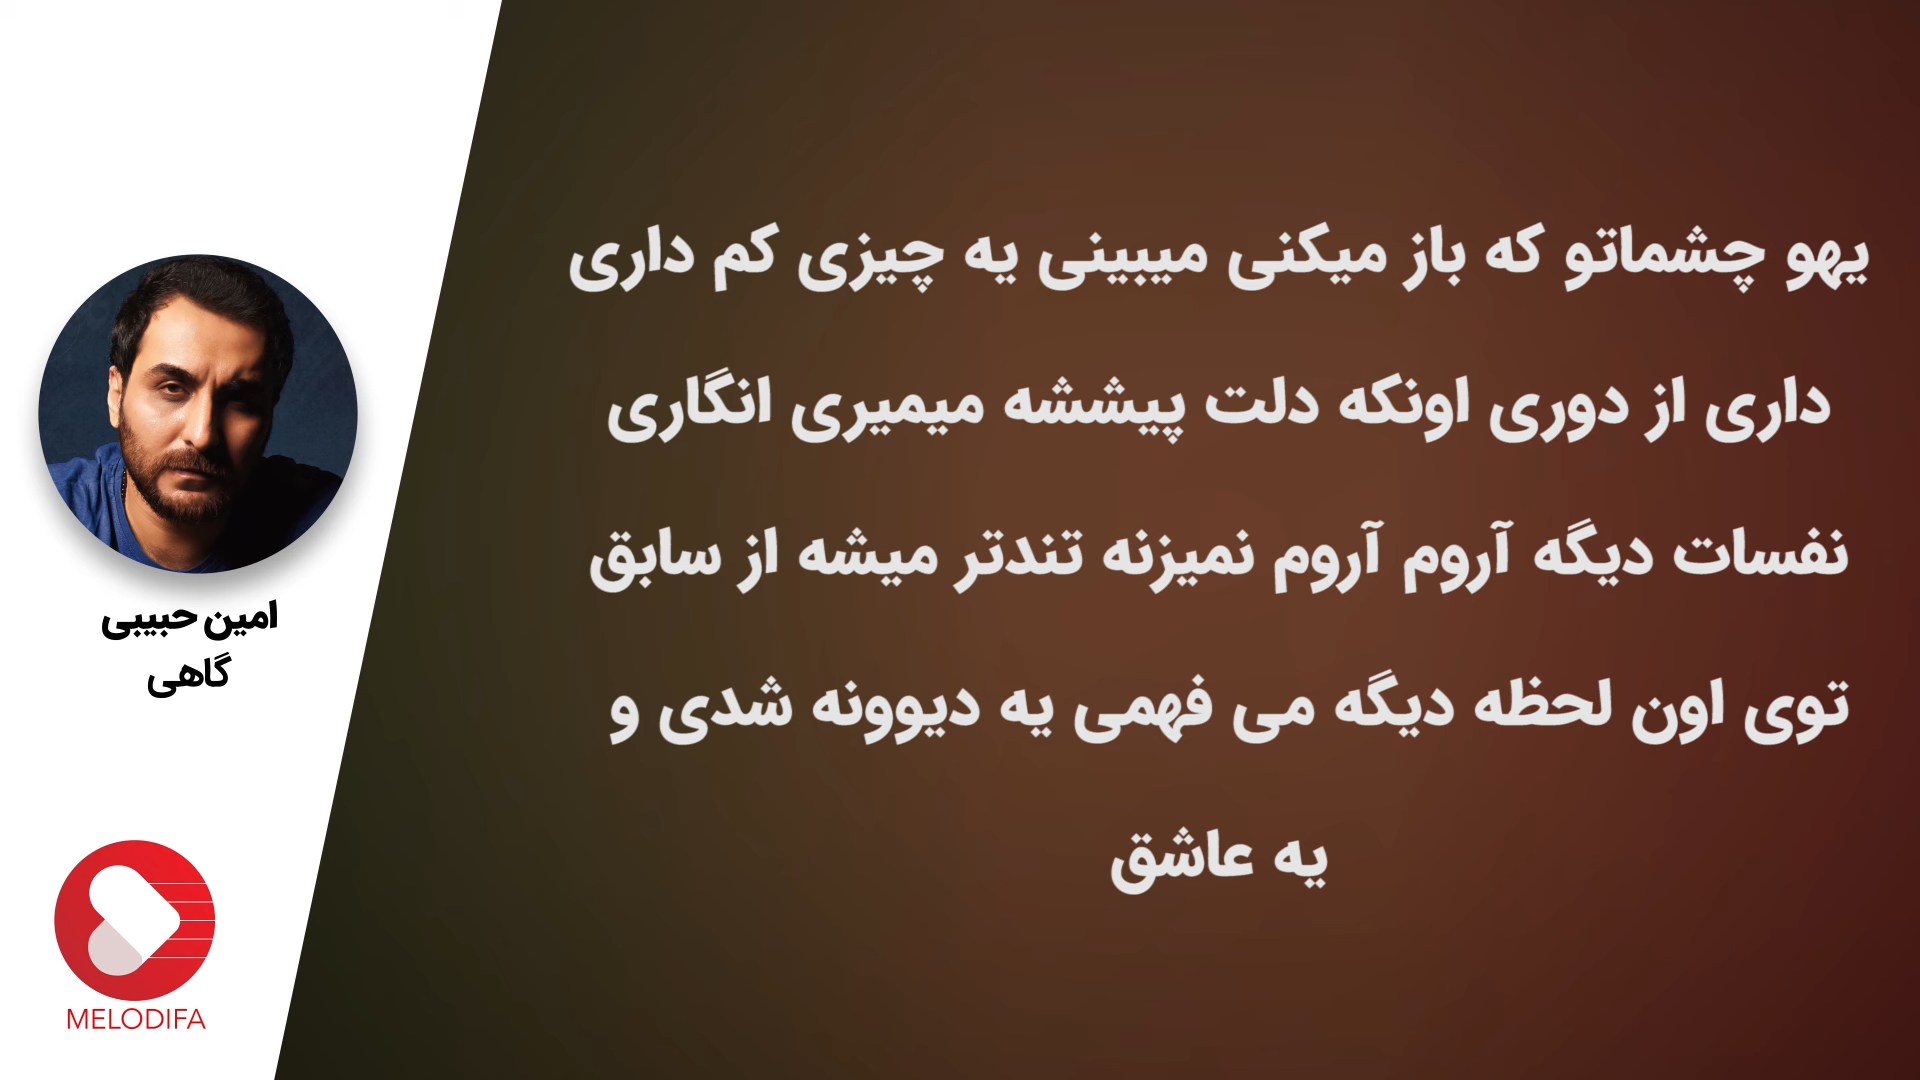 یهو چشماتو که باز میکنی میبینی یه چیزی کم داری
داری از دوری اونکه دلت پیششه میمیری انگاری
نفسات دیگه آروم آروم نمیزنه تندتر میشه از سابق
توی اون لحظه دیگه می فهمی یه دیوونه شدی و
یه عاشق
امین حبیبی
گاهی
MELODIFA